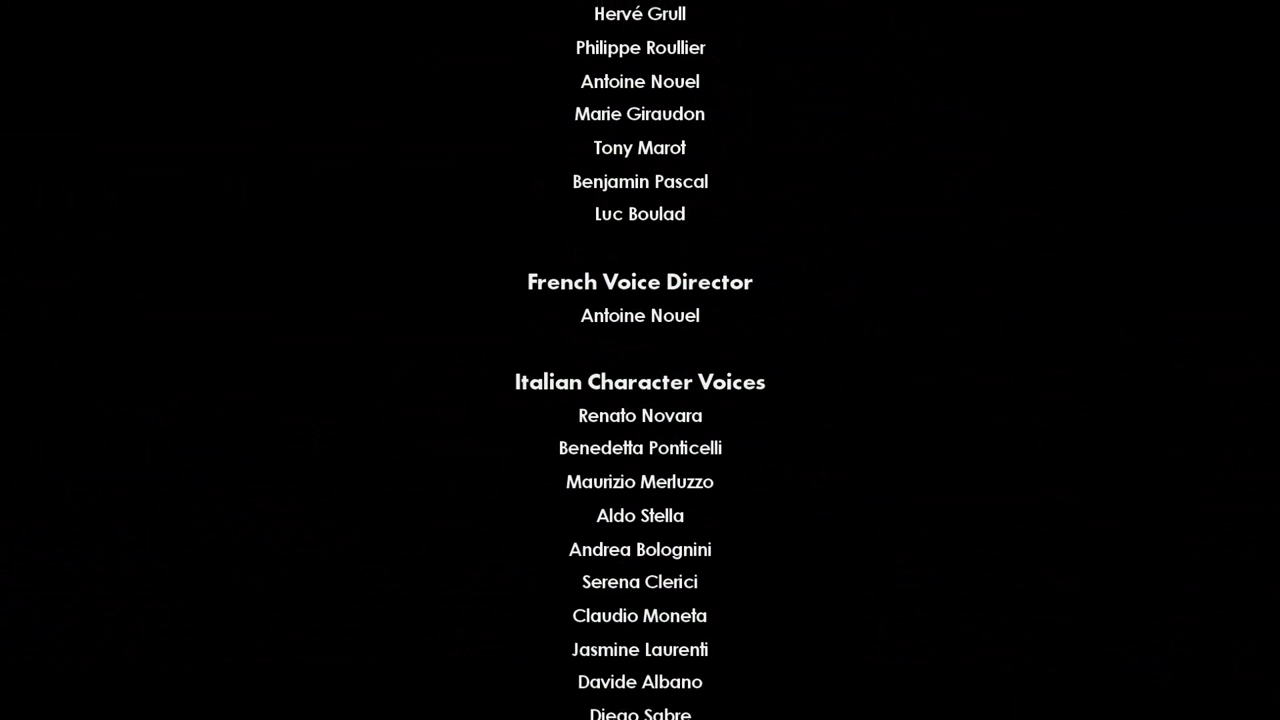 Hervé Grull
Philippe Roullier
Antoine Nouel
Marie Giraudon
Tony Marot
Benjamin Pascal
Luc Boulad
French Voice Director
Antoine Nouel
Italian Character Voices
Renato Novara
Benedetta Ponticelli
Maurizio Merluzzo
Aldo Stella
Andrea Bolognini
Serena Clerici
Claudio Moneta
Jasmine Laurenti
Davide Albano
Diego Sabre